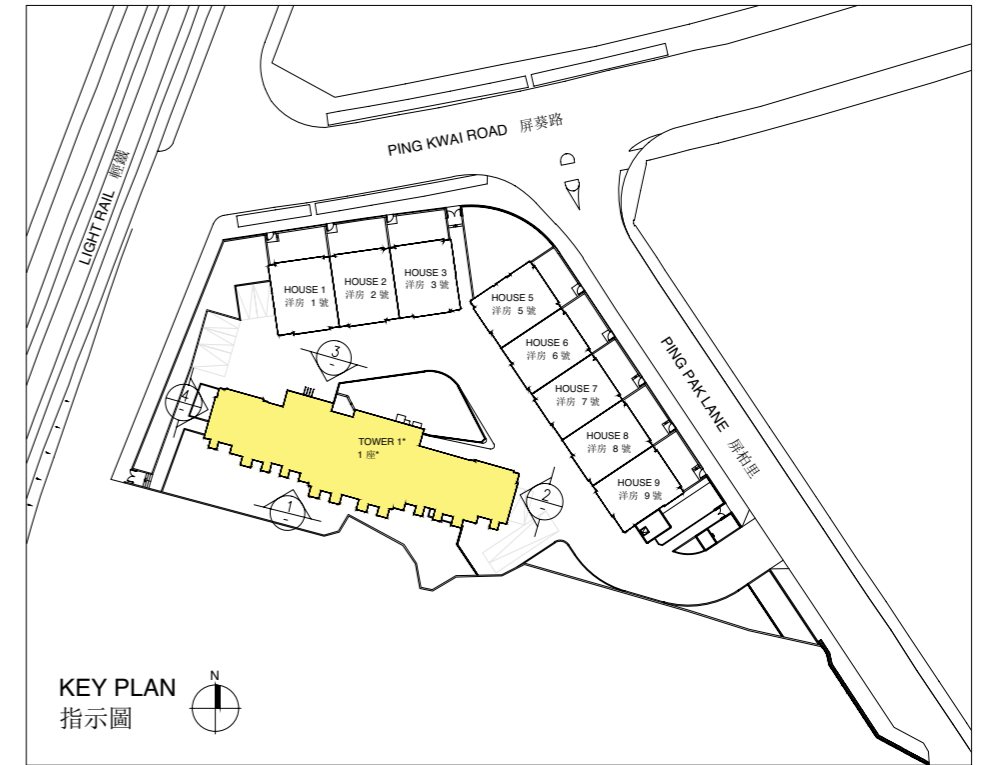 PING KWAI ROAD 屏葵路
LIGHT RAIL 輕鐵
HOUSE 1
洋房 1 號
HOUSE 2
洋房 2 號
HOUSE 3
洋房 3 號
HOUSE 5
洋房 5 號
HOUSE 6
洋房 6 號
HOUSE 7
洋房 7 號
HOUSE 8
洋房 8 號
HOUSE 9
洋房 9 號
PING PAK LANE 屏柏里
3
-
4
-
TOWER 1*
1 座*
1
-
2
-
KEY PLAN
指示圖
N